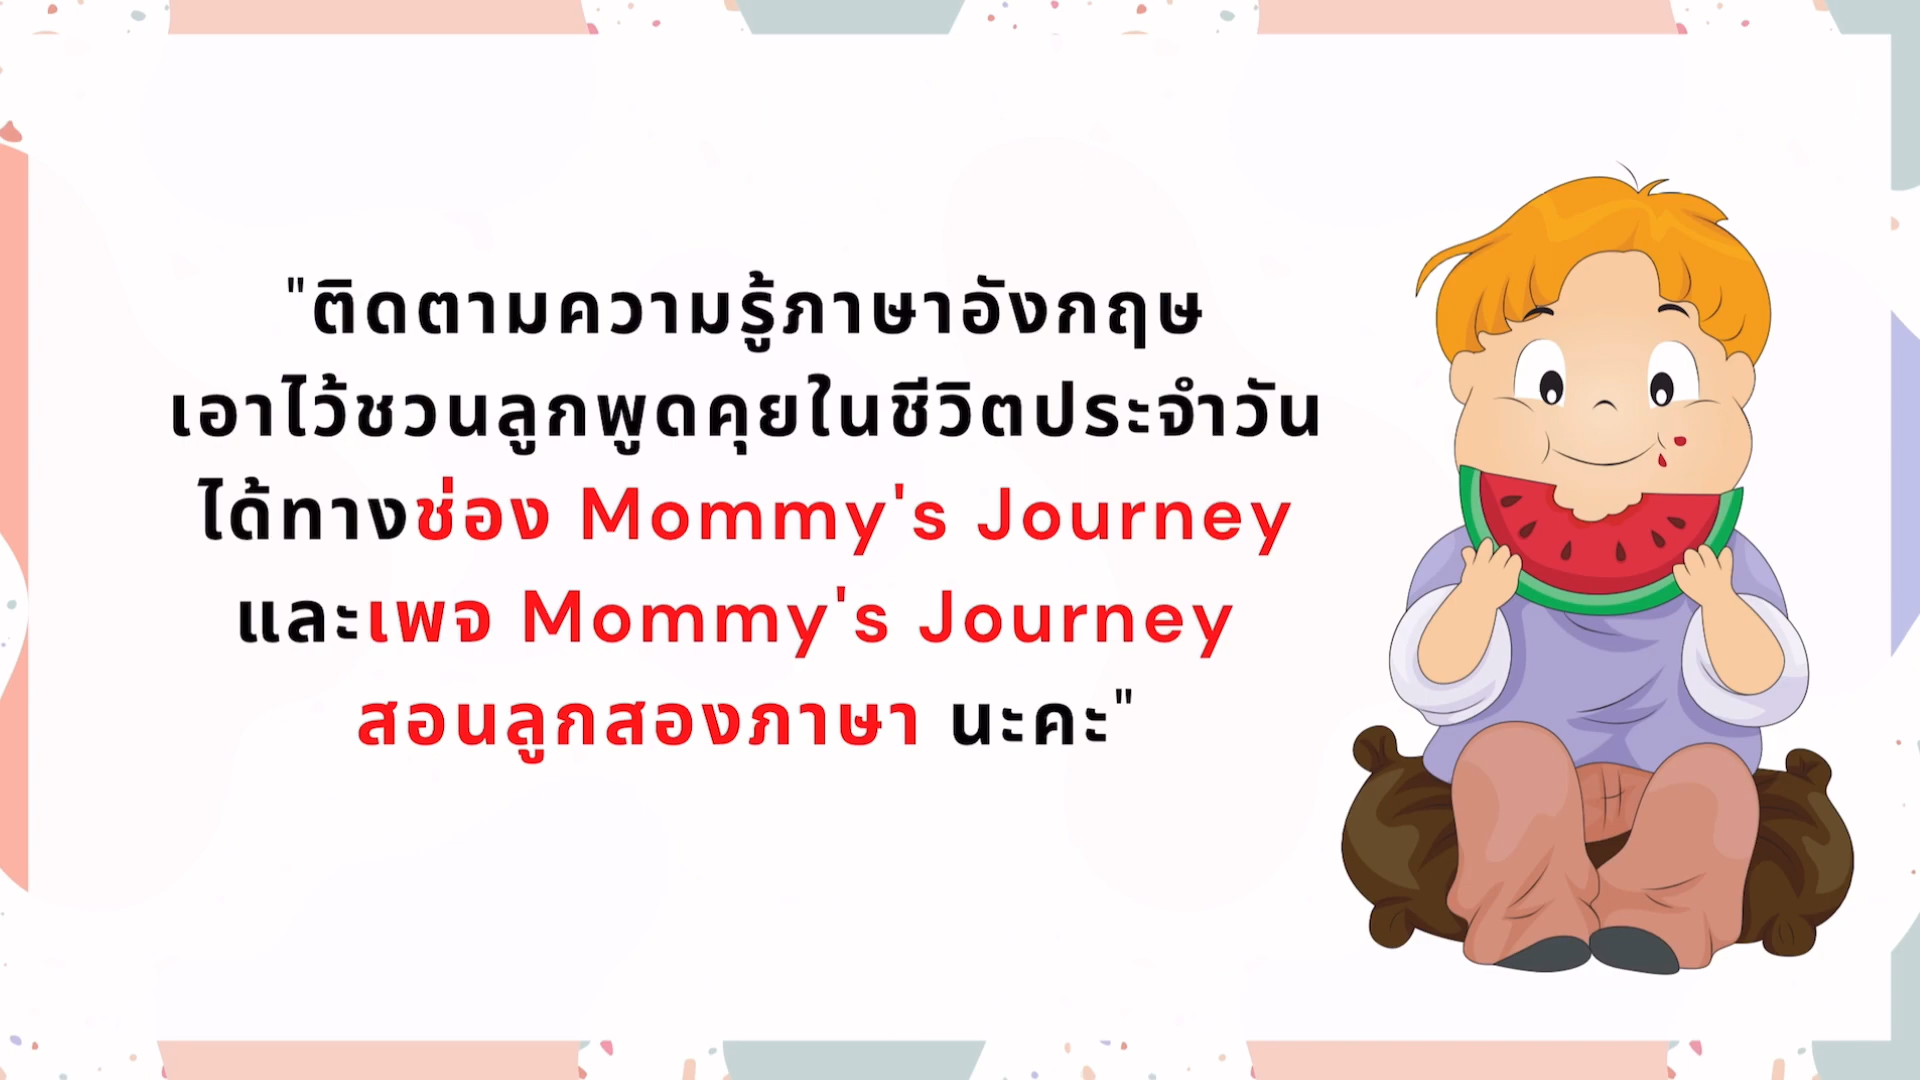 "ติดตามความรู้ภาษาอังกฤษ
เอาไว้ชวนลูกพูดคุยในชีวิตประจำวัน
ได้ทางช่อง Mommy's Journey
และเพจ Mommy's Journey
สอนลูกสองภาษา นะคะ"